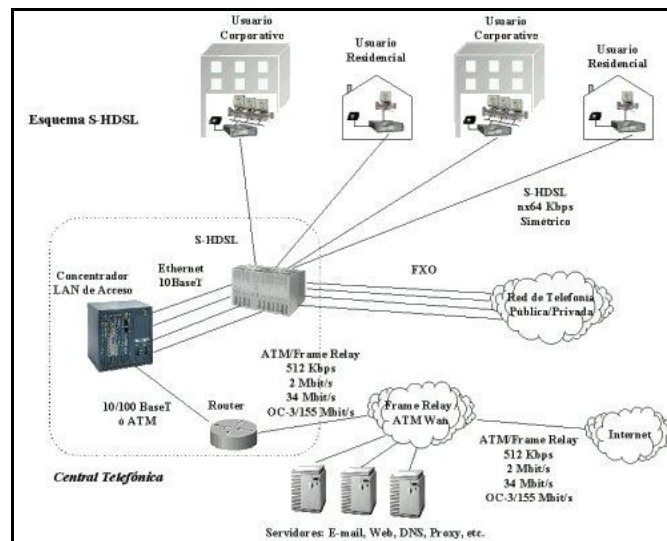 Usuario
Corporative
Usuario
Residencial
Usuario
Corporative
Usuario
Residencial
Esquema S-HDSL
S-HDSL
nx64 Kbps
Simétrico
S-HDSL
Ethernet
10BaseT
Concentrador
LAN de Acceso
FXO
Red de Telefonía
Pública/Privada
ATM/Frame Relay
512 Kbps
2 Mbit/s
34 Mbit/s
OC-3/155 Mbit/s
10/100 BaseT
ó ATM
Router
Frame Relay /
ATM Wan
Internet
ATM/Frame Relay
512 Kbps
2 Mbit/s
34 Mbit/s
OC-3/155 Mbit/s
Central Telefónica
Servidores: E-mail, Web, DNS, Proxy, etc.